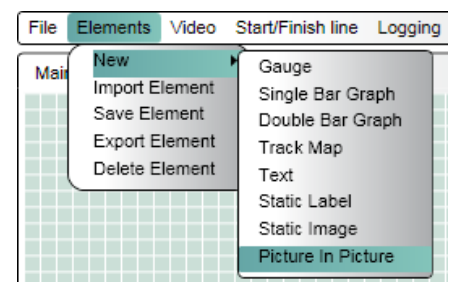 File Elements Video Start/Finish line Logging
Main
New
Import Element
Save Element
Export Element
Delete Element
Gauge
Single Bar Graph
Double Bar Graph
Track Map
Text
Static Label
Static Image
Picture In Picture